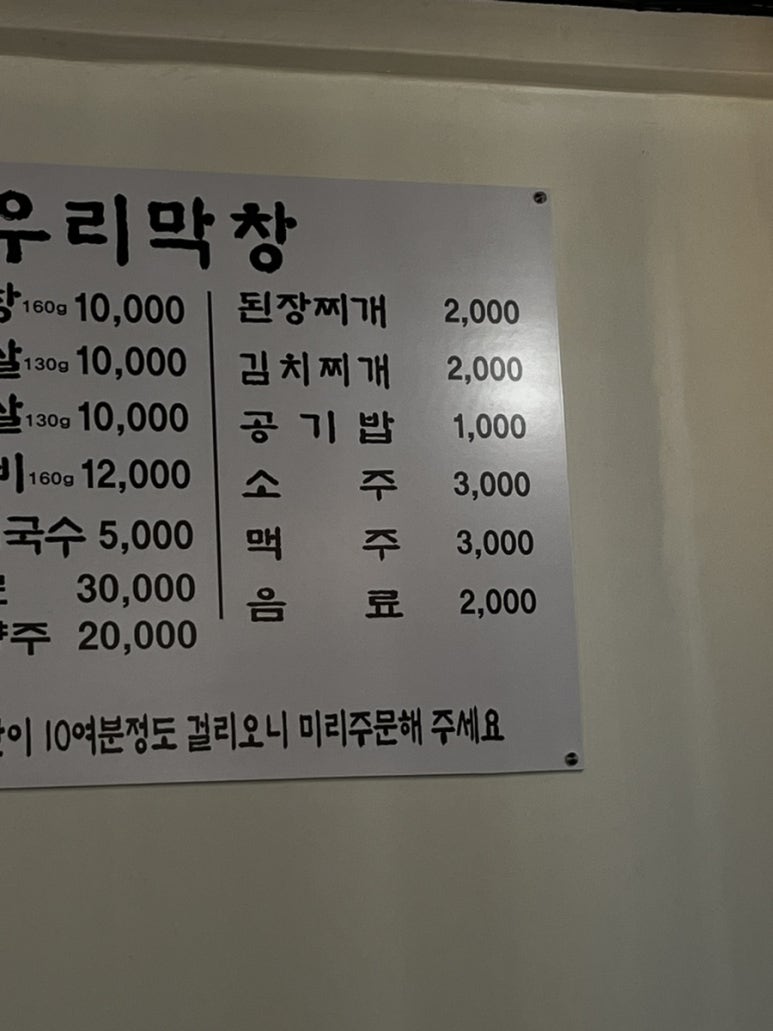 우리막창
160g 10,000
130g 10,000
130g 10,000
160g 12,000
국수 5,000
30,000
주 20,000
된장찌개 2,000
김치찌개 2,000
공기밥 1,000
소주 3,000
맥주 3,000
음료 2,000
10여분정도 걸리오니 미리주문해 주세요